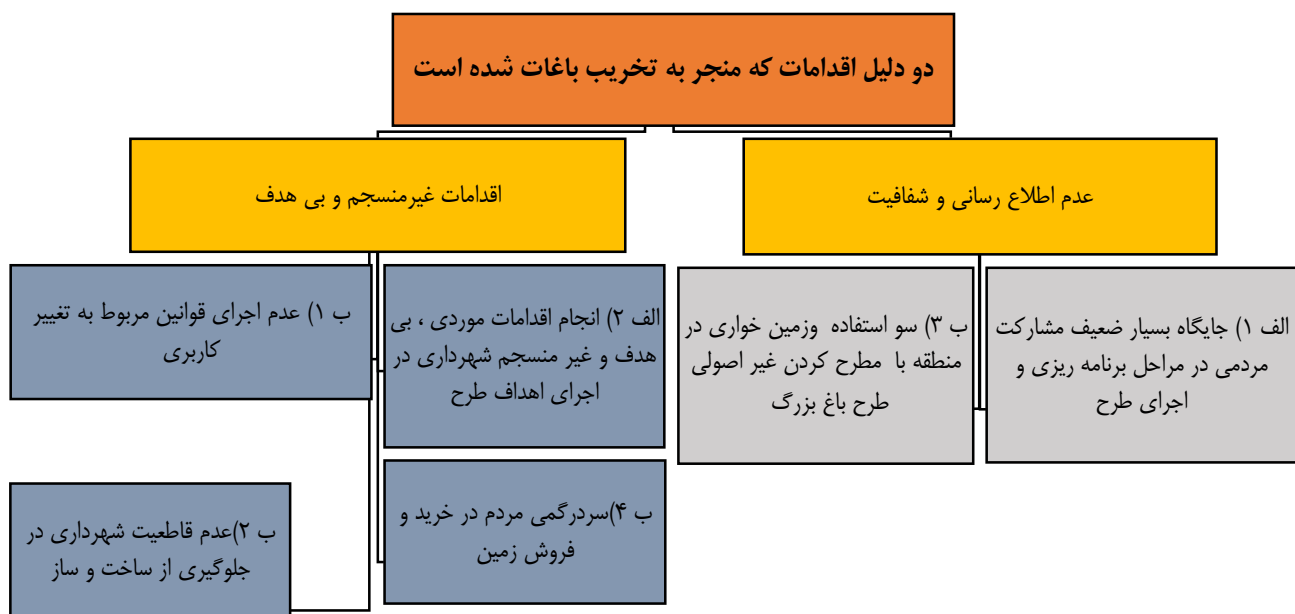 دو دلیل اقدامات که منجر به تخریب باغات شده است
عدم اطلاع رسانی و شفافیت
اقدامات غیرمنسجم و بی هدف
الف ۱) جایگاه بسیار ضعیف مشارکت
مردمی در مراحل برنامه ریزی و
اجرای طرح
ب ۳) سو استفاده وزمین خواری در
منطقه با مطرح کردن غیر اصولی
طرح باغ بزرگ
الف ۲) انجام اقدامات موردی ، بی
هدف و غیر منسجم شهرداری در
اجرای اهداف طرح
ب ۱) عدم اجرای قوانین مربوط به تغییر
کاربری
ب ۴)سردرگمی مردم در خرید و
فروش زمین
ب ۲)عدم قاطعیت شهرداری در
جلوگیری از ساخت و ساز